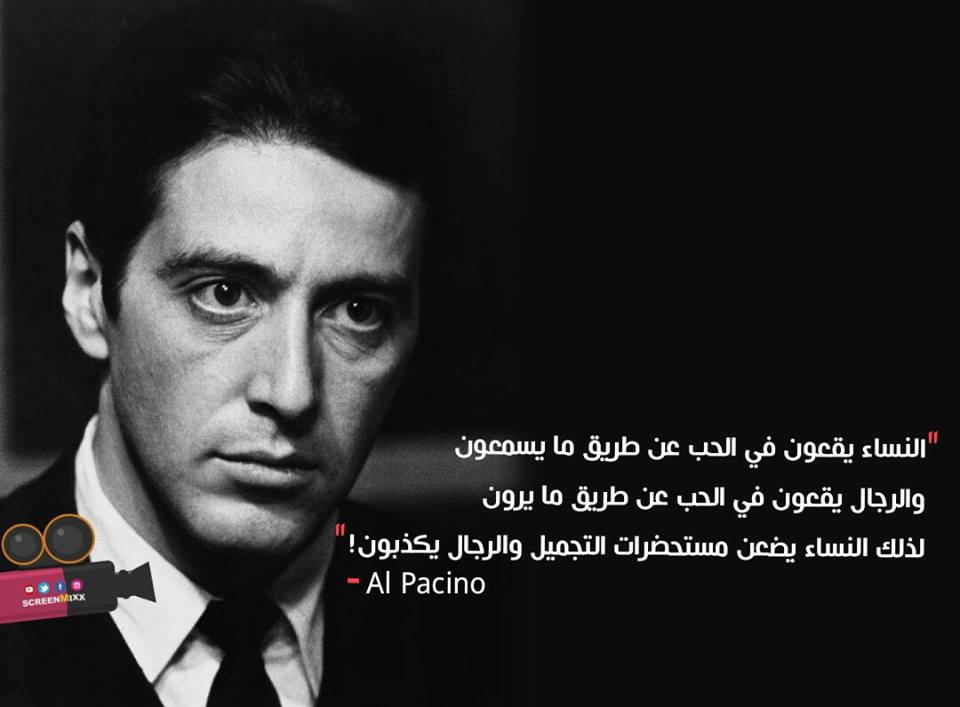 "النساء يقعون في الحب عن طريق ما يسمعون
والرجال يقعون في الحب عن طريق ما يرون
لذلك النساء يضعن مستحضرات التجميل والرجال يكذبون!"
- Al Pacino
SCREENMIXX